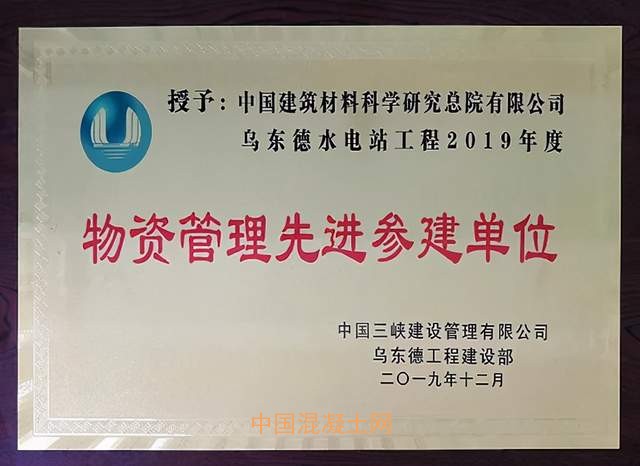 授予：中国建筑材料科学研究总院有限公司
乌东德水电站工程2019年度
物资管理先进参建单位
中国三峡建设管理有限公司
乌东德工程建设部
二〇一九年十二月
中国混凝土网